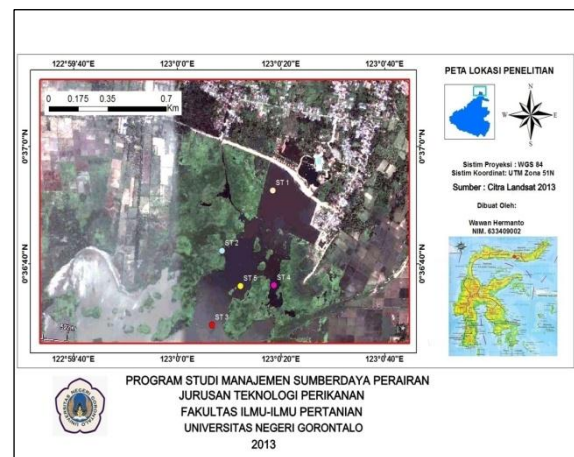 122°59'40"E 123°0'0"E 123°0'20"E 123°0'40"E
0 0.175 0.35 0.7
Km
0°37'0"N
0°36'40"N
ST 1
ST 2
ST 5
ST 4
ST 3
122°59'40"E 123°0'0"E 123°0'20"E 123°0'40"E
0°37'0"N
0°36'40"N
PETA LOKASI PENELITIAN
N
W E
S
Sistim Proyeksi : WGS 84
Sistim Koordinat: UTM Zona 51N
Sumber : Citra Landsat 2013
Dibuat Oleh:
Wawan Hermanto
NIM. 633409002
PROGRAM STUDI MANAJEMEN SUMBERDAYA PERAIRAN
JURUSAN TEKNOLOGI PERIKANAN
FAKULTAS ILMU-ILMU PERTANIAN
UNIVERSITAS NEGERI GORONTALO
2013